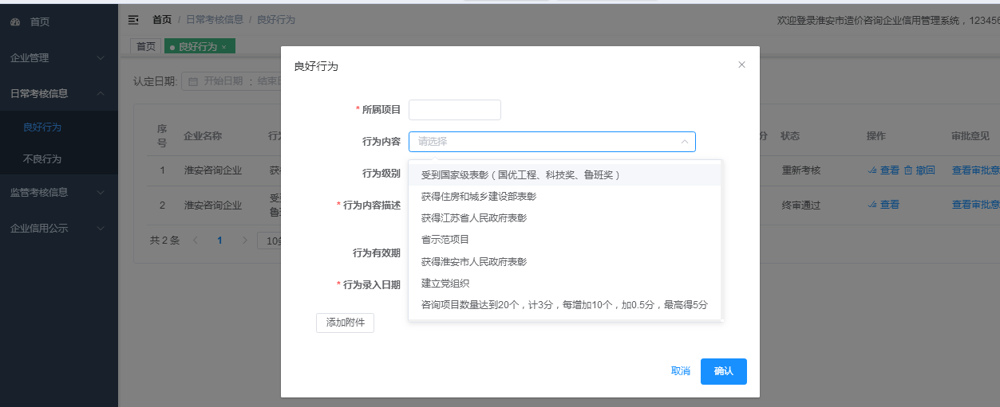 首页
企业管理
日常考核信息
良好行为
不良行为
监管考核信息
企业信用公示
首页 / 日常考核信息 / 良好行为
欢迎登录淮安市造价咨询企业信用管理系统，123456
首页
良好行为 ×
认定日期: 开始日期 : 结束
序号 企业名称 行 分 状态 操作 审批意见
1 淮安咨询企业 获 重新考核 查看 撤回 查看审批意
2 淮安咨询企业 受 鲁班 终审通过 查看 查看审批意
共 2 条 1 10
良好行为
* 所属项目
行为内容 请选择
行为级别
* 行为内容描述
行为有效期
* 行为录入日期
受到国家级表彰（国优工程、科技奖、鲁班奖）
获得住房和城乡建设部表彰
获得江苏省人民政府表彰
省示范项目
获得淮安市人民政府表彰
建立党组织
咨询项目数量达到20个，计3分，每增加10个，加0.5分，最高得5分
添加附件
取消 确认